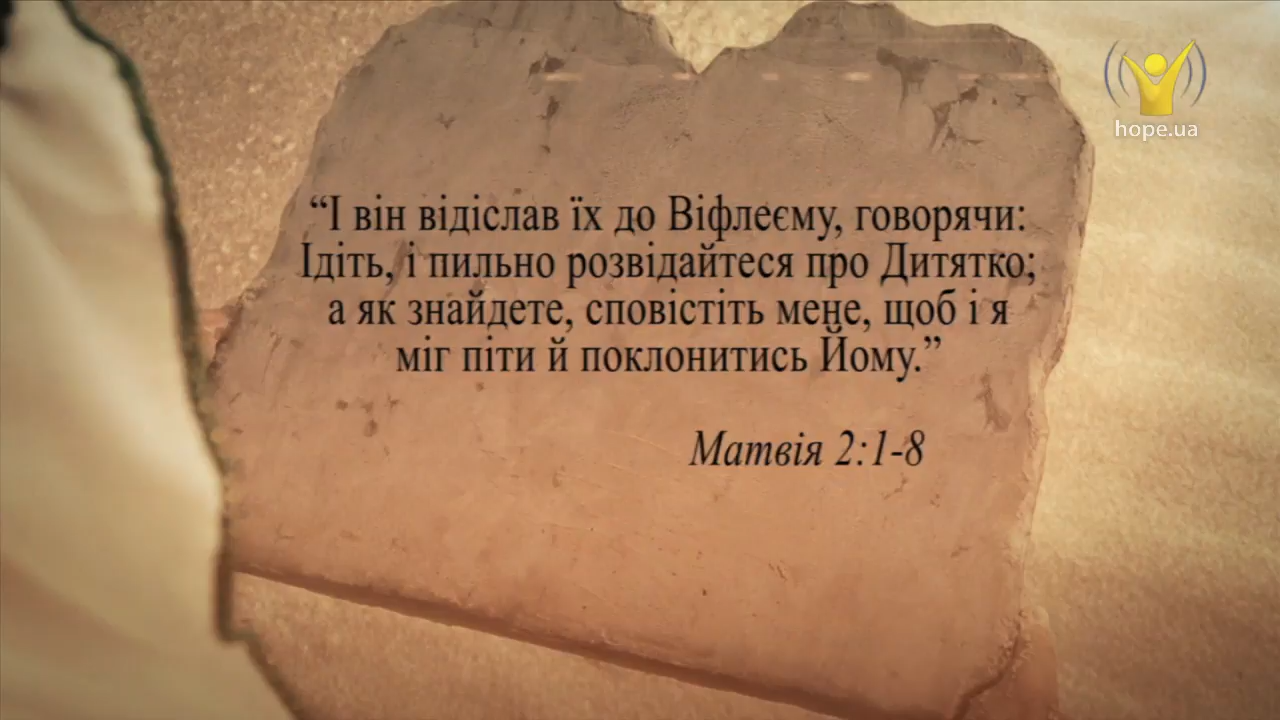 hope.ua
“І він відіслав їх до Віфлеєму, говорячи:
Ідіть, і пильно розвідайтеся про Дитятко;
а як знайдете, сповістіть мене, щоб і я
міг піти й поклонитись Йому.”
Матвія 2:1-8